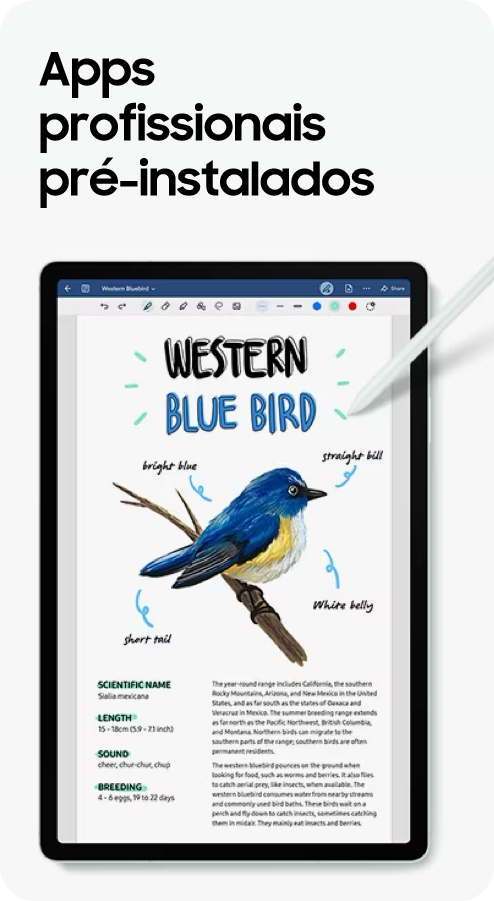 Apps
profissionais
pré-instalados
Western Bluebird
Share
WESTERN
BLUE BIRD
bright blue
straight bill
White belly
short tail
SCIENTIFIC NAME
Sialia mexicana
LENGTH
15 - 18cm (5.9 - 7.1 inch)
SOUND
cheer, chur-chur, chup
BREEDING
4 - 6 eggs, 19 to 22 days
The year-round range includes California, the southern
Rocky Mountains, Arizona, and New Mexico in the United
States, and as far south as the states of Oaxaca and
Veracruz in Mexico. The summer breeding range extends
as far north as the Pacific Northwest, British Columbia,
and Montana. Northern birds can migrate to the
southern parts of the range; southern birds are often
permanent residents.
The western bluebird pounces on the ground when
looking for food, such as worms and berries. It also flies
to catch aerial prey, like insects, when available. The
western bluebird consumes water from nearby streams
and commonly used bird baths. These birds wait on a
perch and fly down to catch insects, sometimes catching
them in midair. They mainly eat insects and berries.